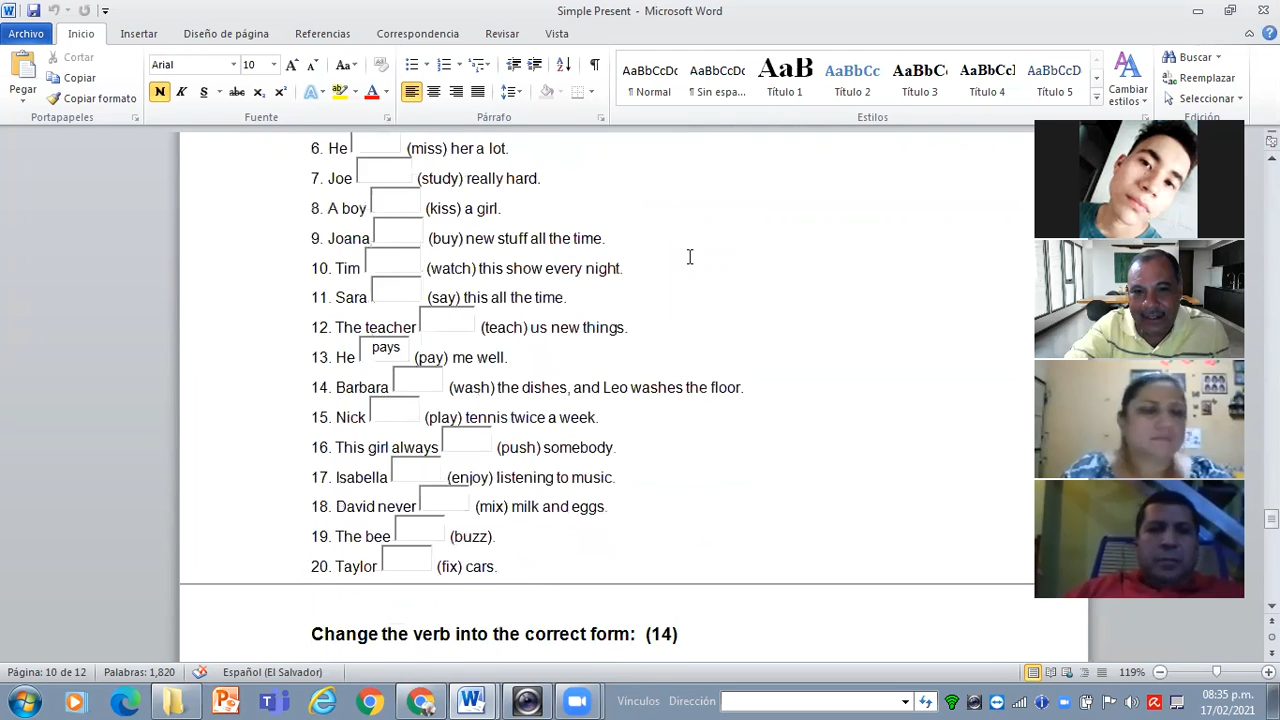 Simple Present - Microsoft Word
Archivo Inicio Insertar Diseño de página Referencias Correspondencia Revisar Vista
Pegar
Cortar
Copiar
Copiar formato
Portapapeles
Arial 10
Fuente
Párrafo
AaBbCcDc AaBbCcDc AaB AaBbCc AaBbC AaBbCc AaBbCcD
¶ Normal ¶ Sin espa... Título 1 Título 2 Título 3 Título 4 Título 5
Estilos
Cambiar estilos
Buscar
Reemplazar
Seleccionar
Edición
6. He (miss) her a lot.
7. Joe (study) really hard.
8. A boy (kiss) a girl.
9. Joana (buy) new stuff all the time.
10. Tim (watch) this show every night.
11. Sara (say) this all the time.
12. The teacher (teach) us new things.
13. He pays (pay) me well.
14. Barbara (wash) the dishes, and Leo washes the floor.
15. Nick (play) tennis twice a week.
16. This girl always (push) somebody.
17. Isabella (enjoy) listening to music.
18. David never (mix) milk and eggs.
19. The bee (buzz).
20. Taylor (fix) cars.
Change the verb into the correct form: (14)
Página: 10 de 12 Palabras: 1,820 Español (El Salvador) 119%
Vínculos Dirección
08:35 p.m.
17/02/2021